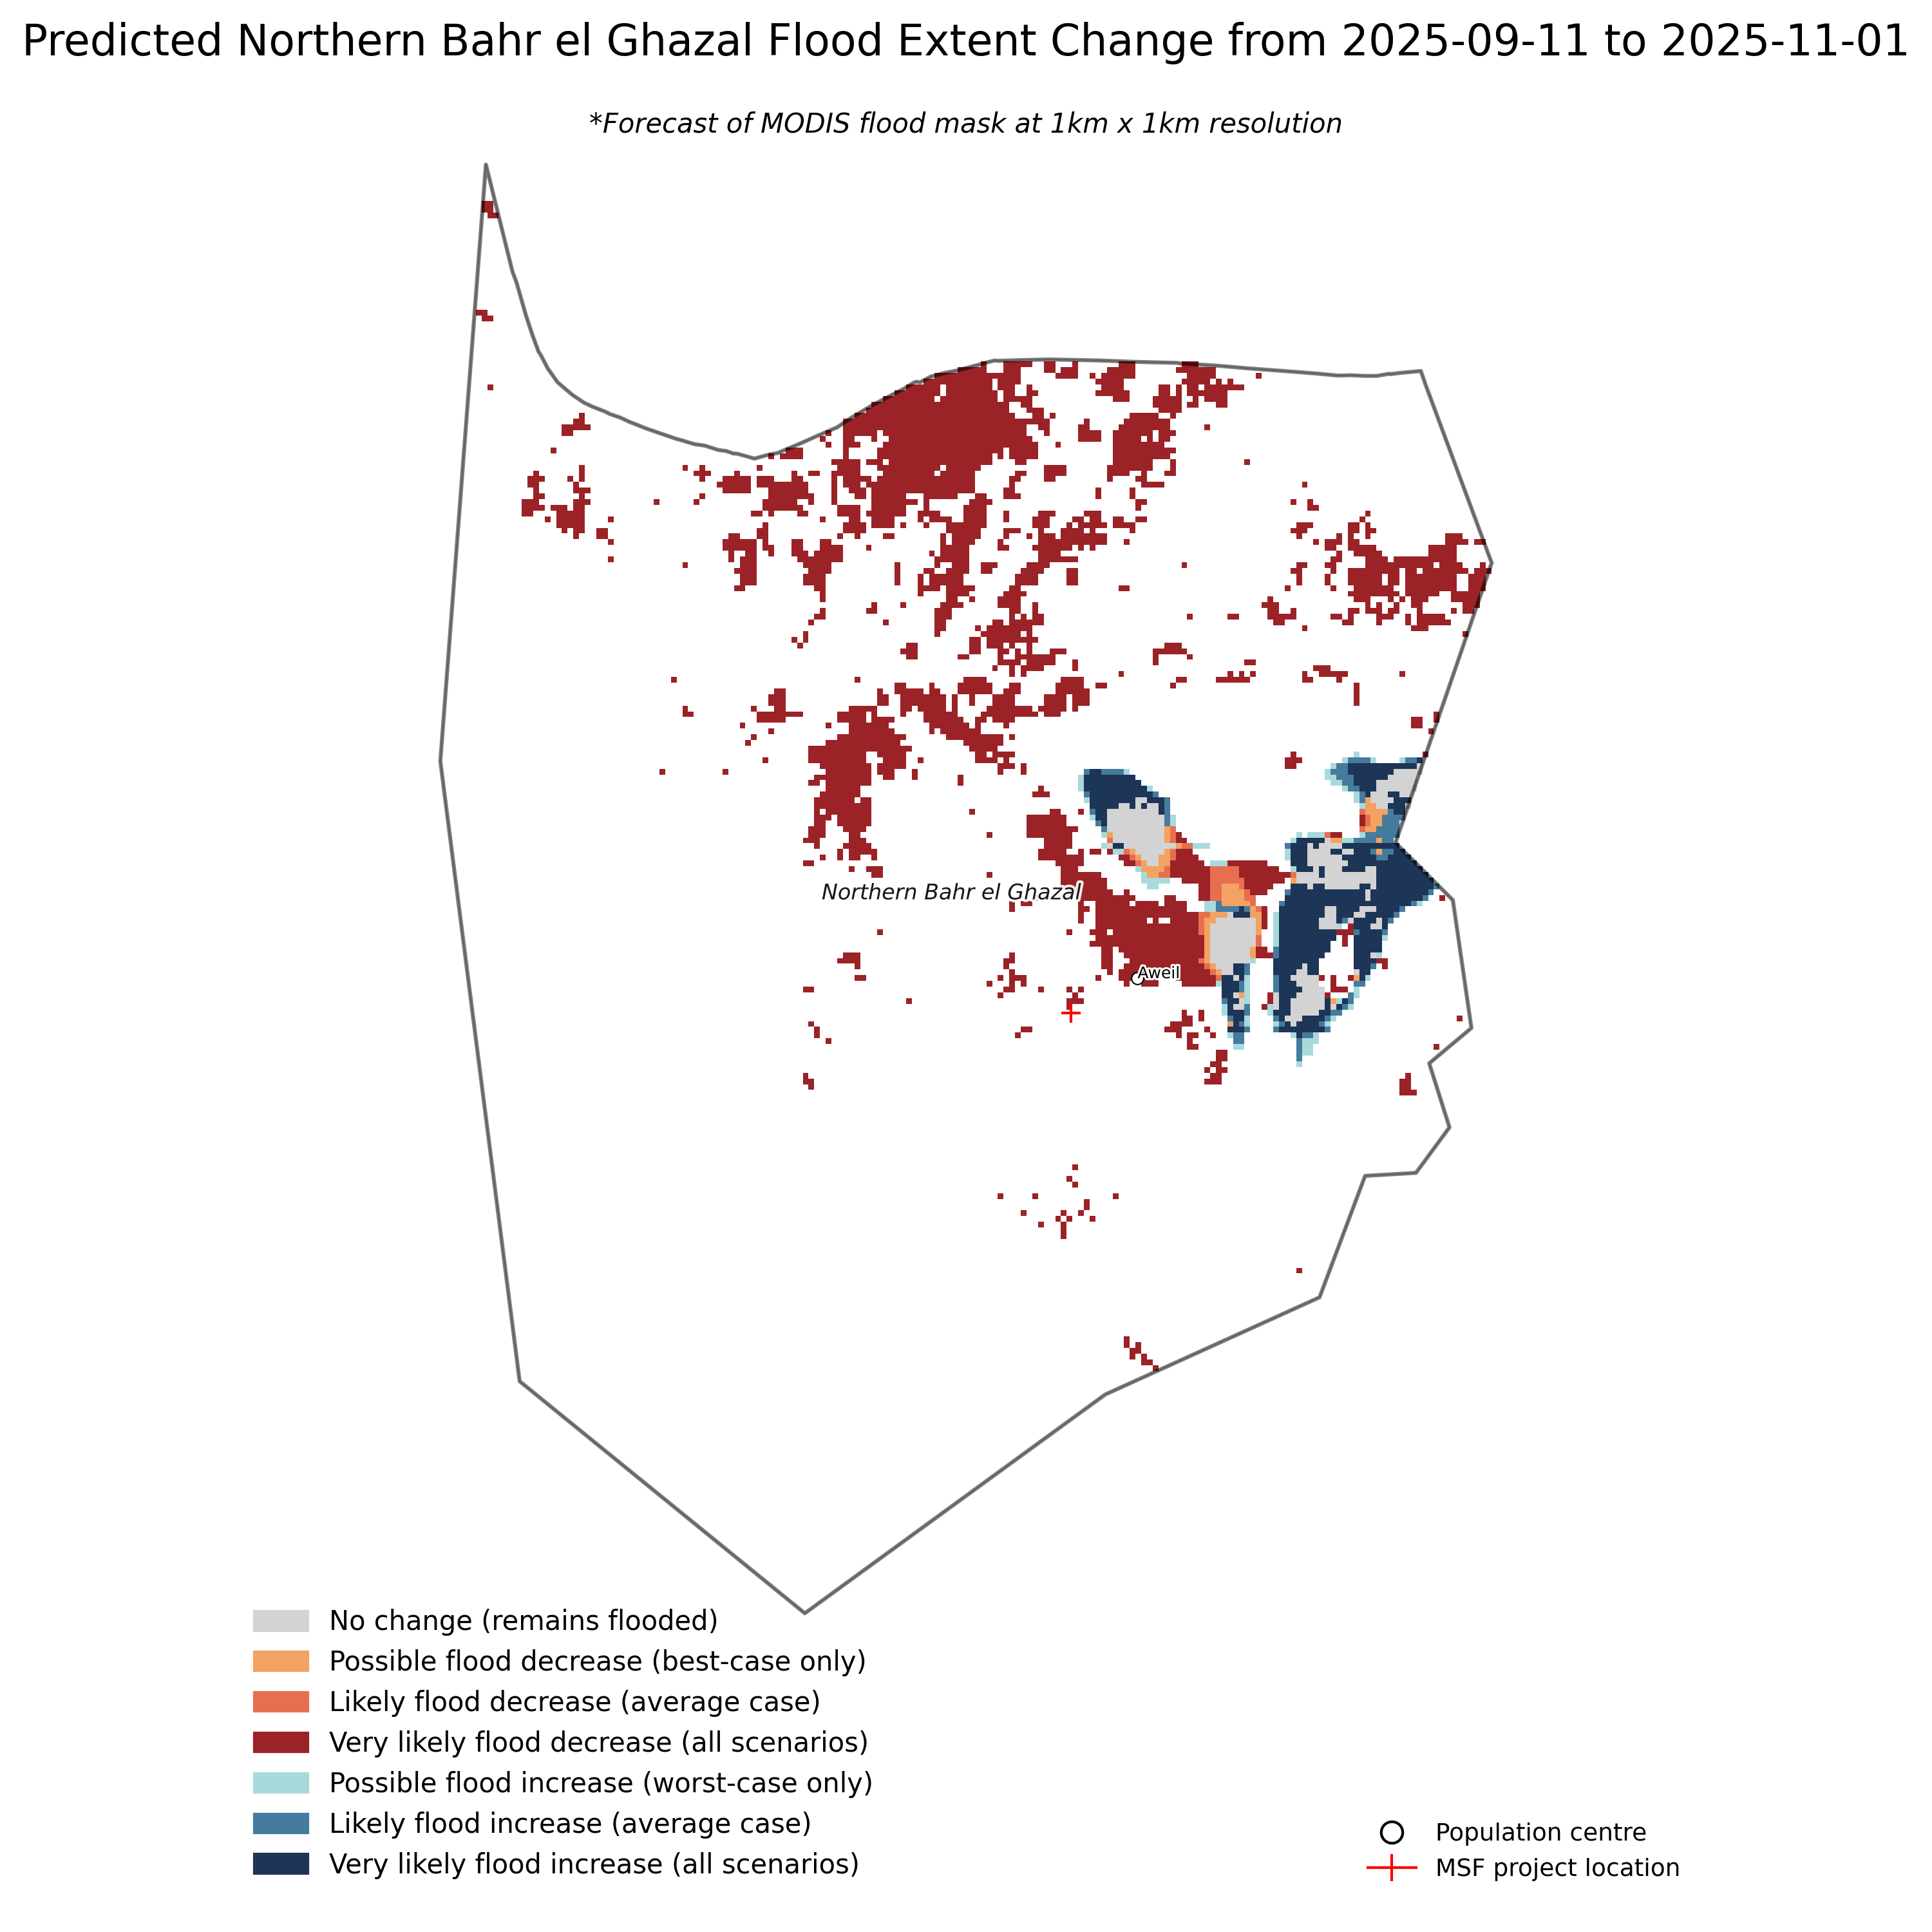 Predicted Northern Bahr el Ghazal Flood Extent Change from 2025-09-11 to 2025-11-01
*Forecast of MODIS flood mask at 1km x 1km resolution
Northern Bahr el Ghazal
Aweil
No change (remains flooded)
Possible flood decrease (best-case only)
Likely flood decrease (average case)
Very likely flood decrease (all scenarios)
Possible flood increase (worst-case only)
Likely flood increase (average case)
Very likely flood increase (all scenarios)
Population centre
MSF project location